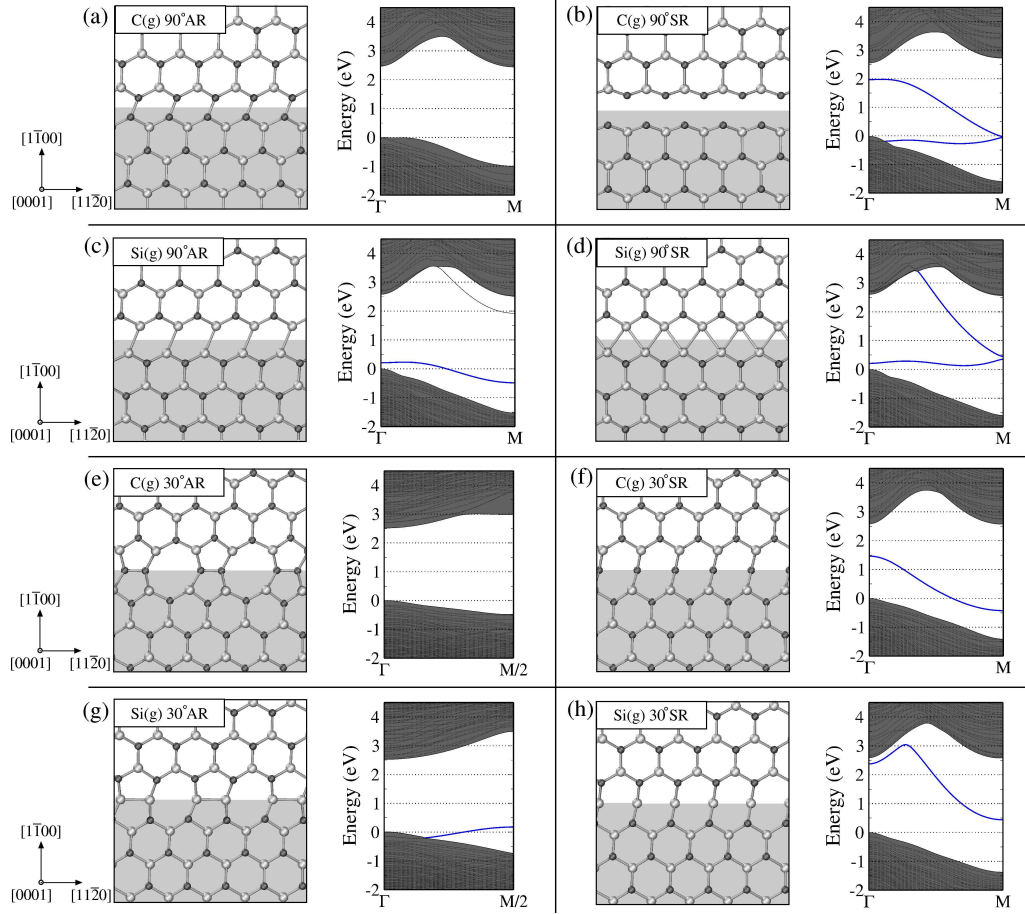 (a) C(g) 90°AR
[11̅00]
[0001] [112̅0]
Energy (eV)
4
3
2
1
0
-1
-2
Γ M
(b) C(g) 90°SR
Energy (eV)
4
3
2
1
0
-1
-2
Γ M
(c) Si(g) 90°AR
[11̅00]
[0001] [112̅0]
Energy (eV)
4
3
2
1
0
-1
-2
Γ M
(d) Si(g) 90°SR
Energy (eV)
4
3
2
1
0
-1
-2
Γ M
(e) C(g) 30°AR
[11̅00]
[0001] [112̅0]
Energy (eV)
4
3
2
1
0
-1
-2
Γ M/2
(f) C(g) 30°SR
Energy (eV)
4
3
2
1
0
-1
-2
Γ M
(g) Si(g) 30°AR
[11̅00]
[0001] [112̅0]
Energy (eV)
4
3
2
1
0
-1
-2
Γ M/2
(h) Si(g) 30°SR
Energy (eV)
4
3
2
1
0
-1
-2
Γ M